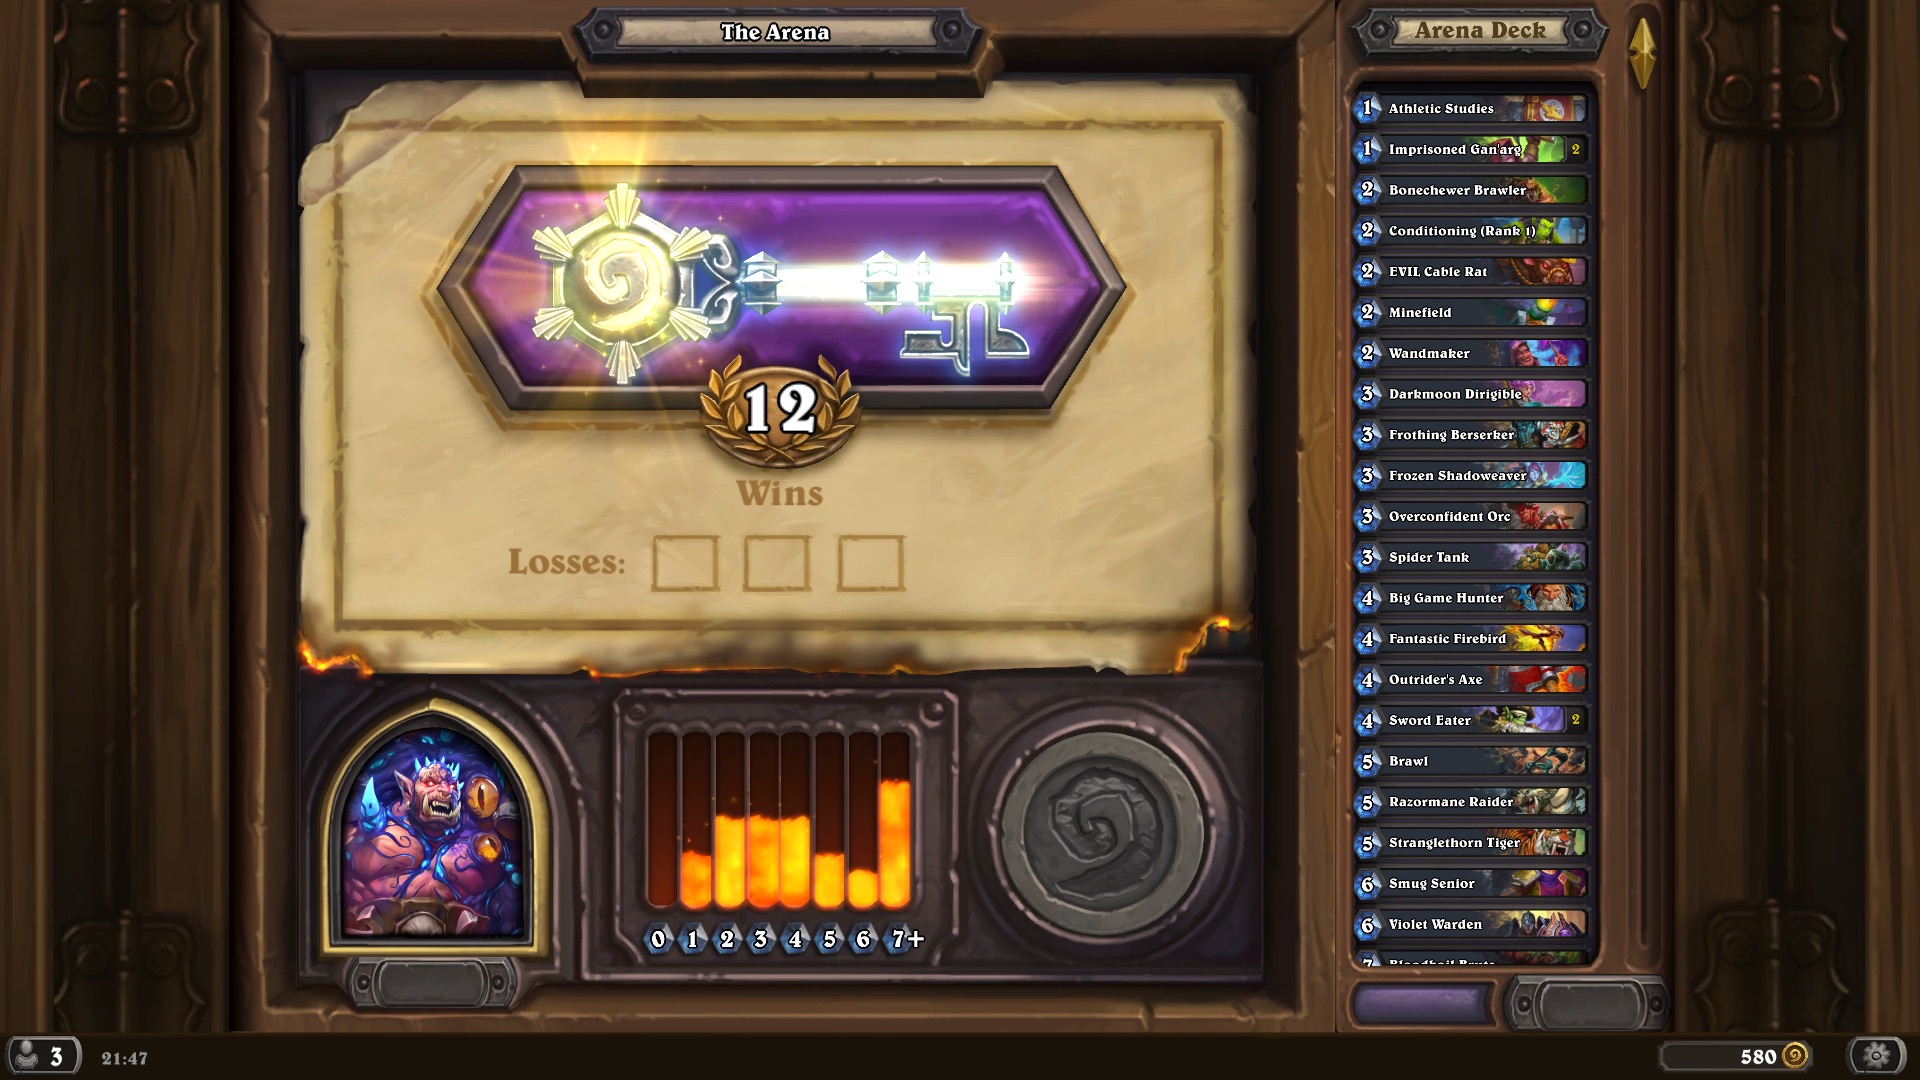 The Arena
12
Wins
Losses:
0 1 2 3 4 5 6 7+
Arena Deck
1 Athletic Studies
1 Imprisoned Gan'arg 2
2 Bonechewer Brawler
2 Conditioning (Rank 1)
2 EVIL Cable Rat
2 Minefield
2 Wandmaker
3 Darkmoon Dirigible
3 Frothing Berserker
3 Frozen Shadoweaver
3 Overconfident Orc
3 Spider Tank
4 Big Game Hunter
4 Fantastic Firebird
4 Outrider's Axe
4 Sword Eater 2
5 Brawl
5 Razormane Raider
5 Stranglethorn Tiger
6 Smug Senior
6 Violet Warden
7 Bloodboil Brute
3
21:47
580